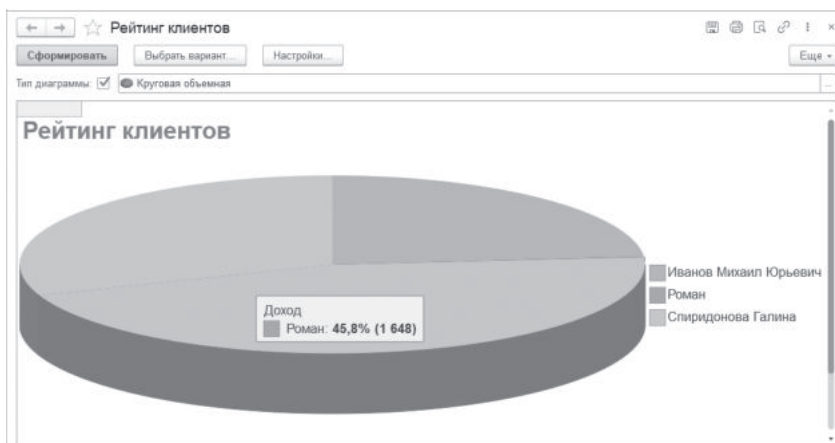 Рейтинг клиентов
Сформировать Выбрать вариант... Настройки... Еще
Тип диаграммы: Круговая объемная ...
Рейтинг клиентов
Иванов Михаил Юрьевич
Роман
Спиридонова Галина
Доход
Роман: 45,8% (1 648)